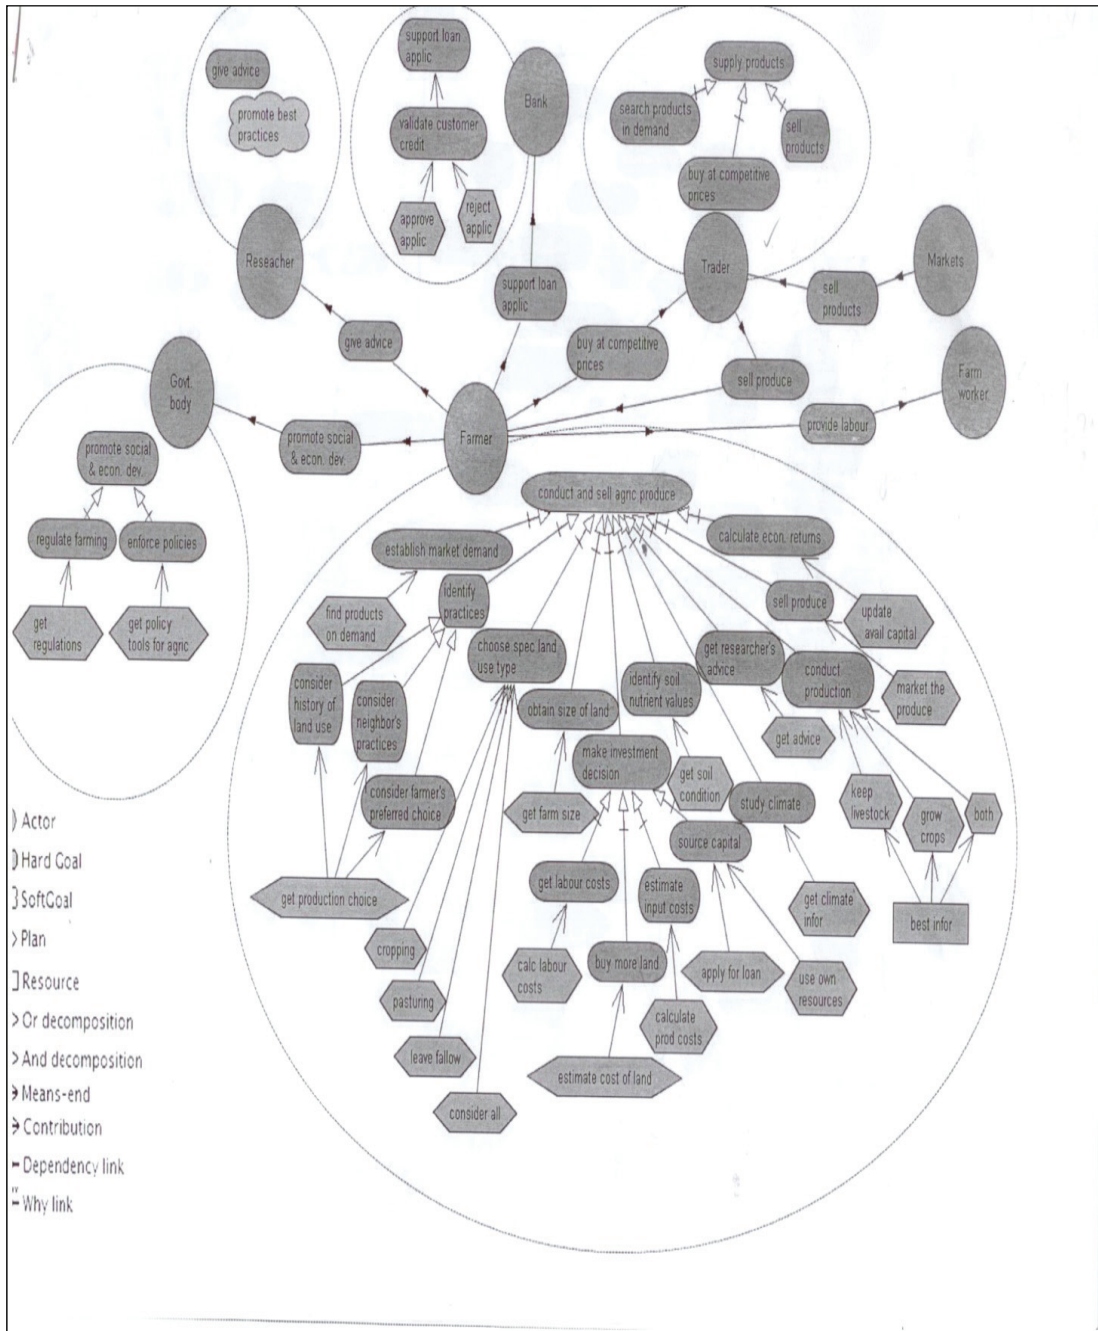 give advice
promote best
practices
support loan
applic
validate customer
credit
approve
applic
reject
applic
Bank
supply products
search products
in demand
sell
products
buy at competitive
prices
Reseacher
Trader
Markets
support loan
applic
sell
products
give advice
buy at competitive
prices
sell produce
Farm
worker
Govt.
body
promote social
& econ. dev.
Farmer
provide labour
promote social
& econ. dev.
regulate farming
enforce policies
get
regulations
get policy
tools for agric
conduct and sell agric produce
establish market demand
calculate econ. returns
identify
practices
find products
on demand
sell produce
update
avail capital
choose spec land
use type
get researcher's
advice
conduct
production
market the
produce
consider
history of
land use
consider
neighbor's
practices
identify soil
nutrient values
obtain size of land
get advice
make investment
decision
get soil
condition
consider farmer's
preferred choice
get farm size
study climate
keep
livestock
grow
crops
both
source capital
get production choice
get labour costs
estimate
input costs
get climate
infor
best infor
cropping
calc labour
costs
buy more land
apply for loan
use own
resources
pasturing
calculate
prod costs
leave fallow
estimate cost of land
consider all
Actor
Hard Goal
SoftGoal
Plan
Resource
Or decomposition
And decomposition
Means-end
Contribution
Dependency link
Why link